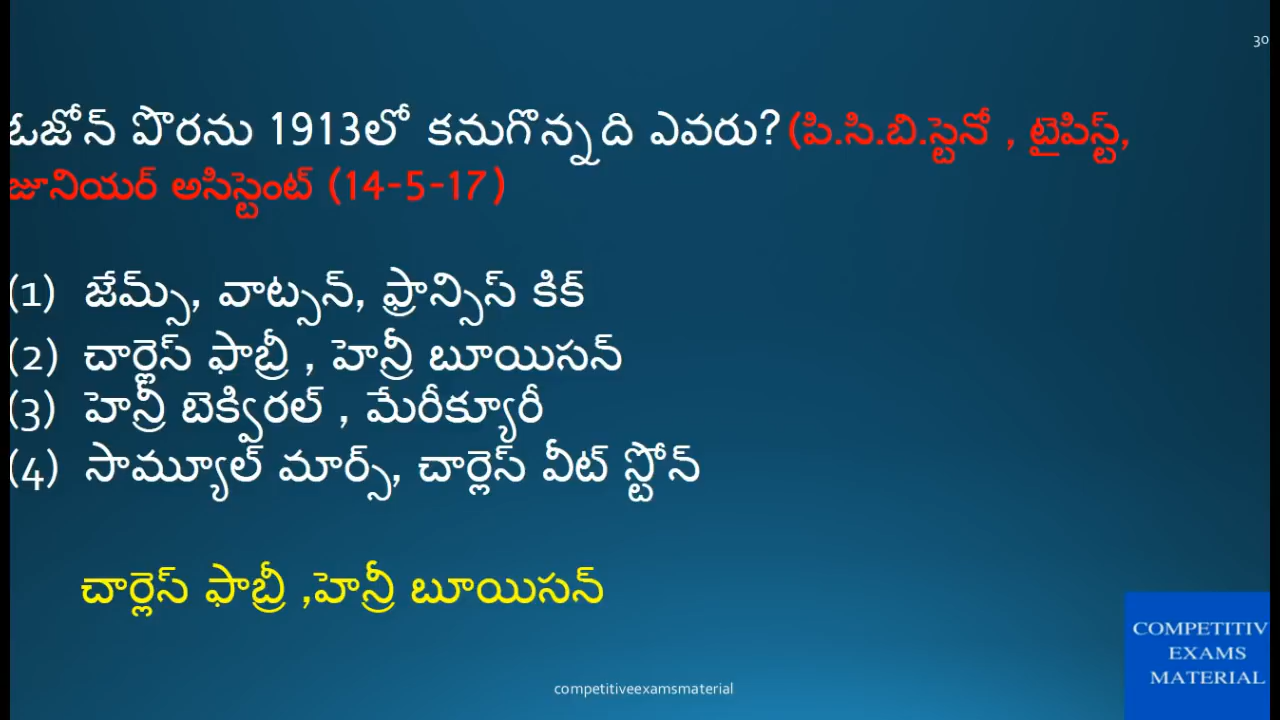 30
ఓజోన్ పొరను 1913లో కనుగొన్నది ఎవరు? (పి.సి.బి.స్టెనో , టైపిస్ట్,
జూనియర్ అసిస్టెంట్ (14-5-17)
(1) జేమ్స్, వాట్సన్, ఫ్రాన్సిస్ కిక్
(2) చార్లెస్ ఫాబ్రీ , హెన్రీ బూయిసన్
(3) హెన్రీ బెక్విరల్ , మేరీక్యూరీ
(4) సామ్యూల్ మార్స్, చార్లెస్ వీట్ స్టోన్
చార్లెస్ ఫాబ్రీ ,హెన్రీ బూయిసన్
COMPETITIV
EXAMS
MATERIAL
competitiveexamsmaterial